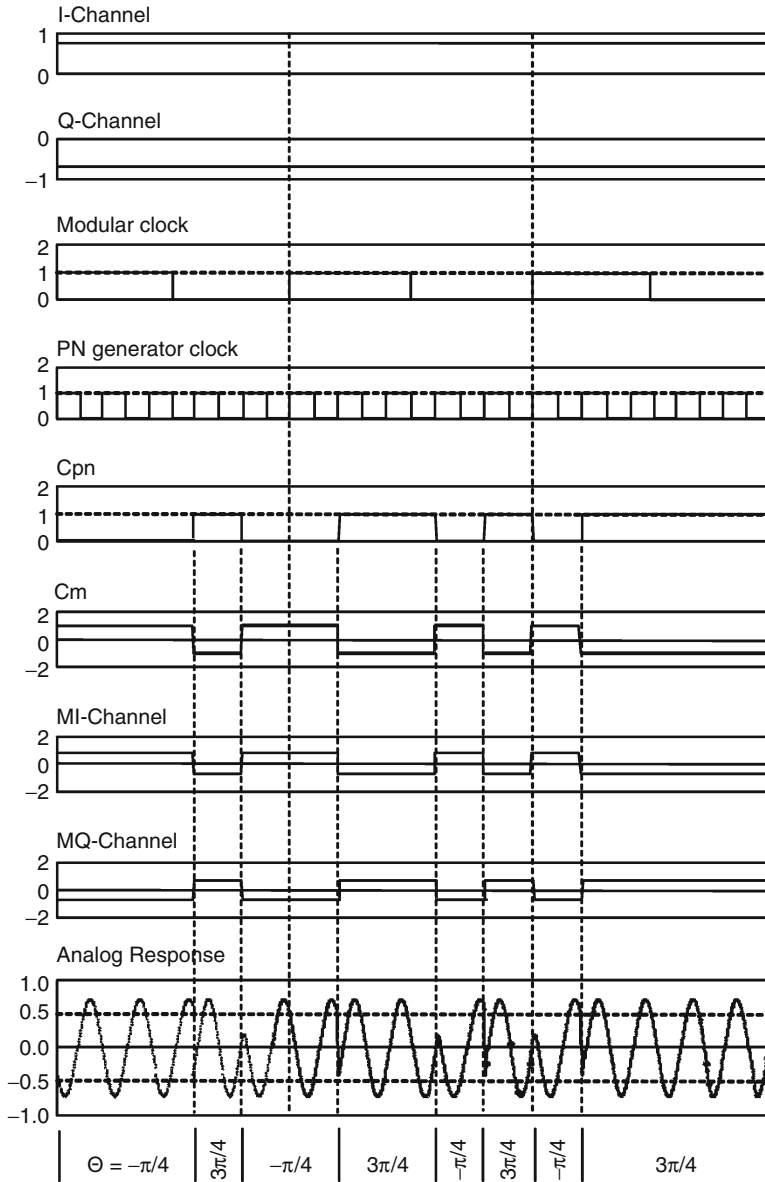 I-Channel
1
0
Q-Channel
0
−1
Modular clock
2
1
0
PN generator clock
2
1
0
Cpn
2
1
0
Cm
2
0
−2
MI-Channel
2
0
−2
MQ-Channel
2
0
−2
Analog Response
1.0
0.5
0.0
−0.5
−1.0
Θ = −π/4 3π/4 −π/4 3π/4 −π/4 3π/4 −π/4 3π/4